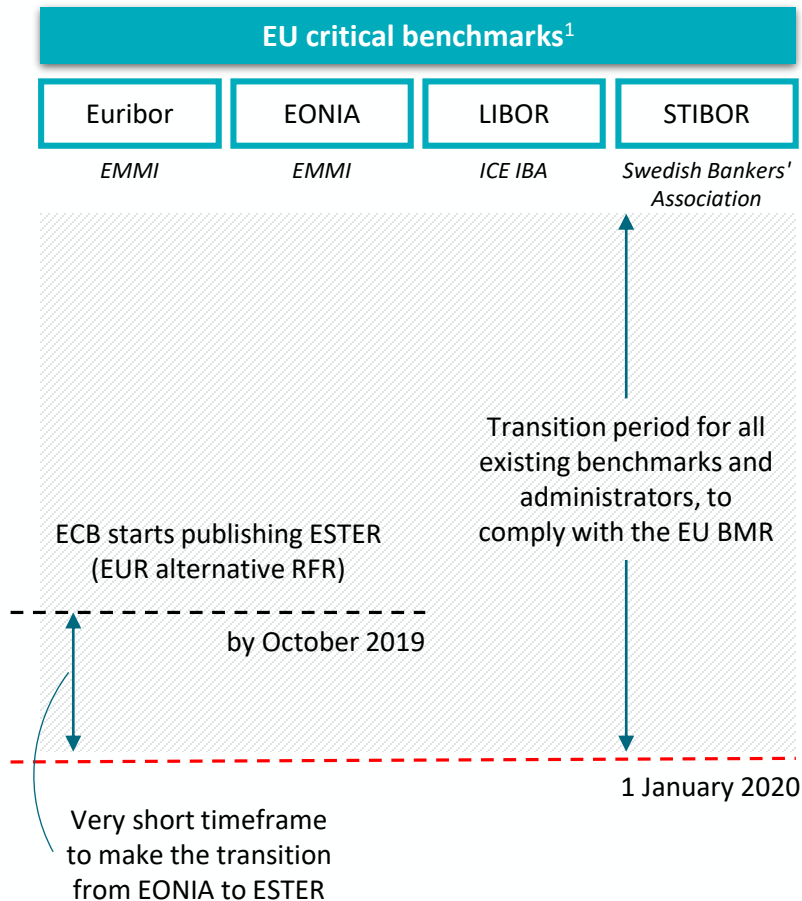 EU critical benchmarks1
Euribor
EONIA
LIBOR
STIBOR
EMMI
EMMI
ICE IBA
Swedish Bankers'
Association
Transition period for all
existing benchmarks and
administrators, to
comply with the EU BMR
ECB starts publishing ESTER
(EUR alternative RFR)
by October 2019
1 January 2020
Very short timeframe
to make the transition
from EONIA to ESTER